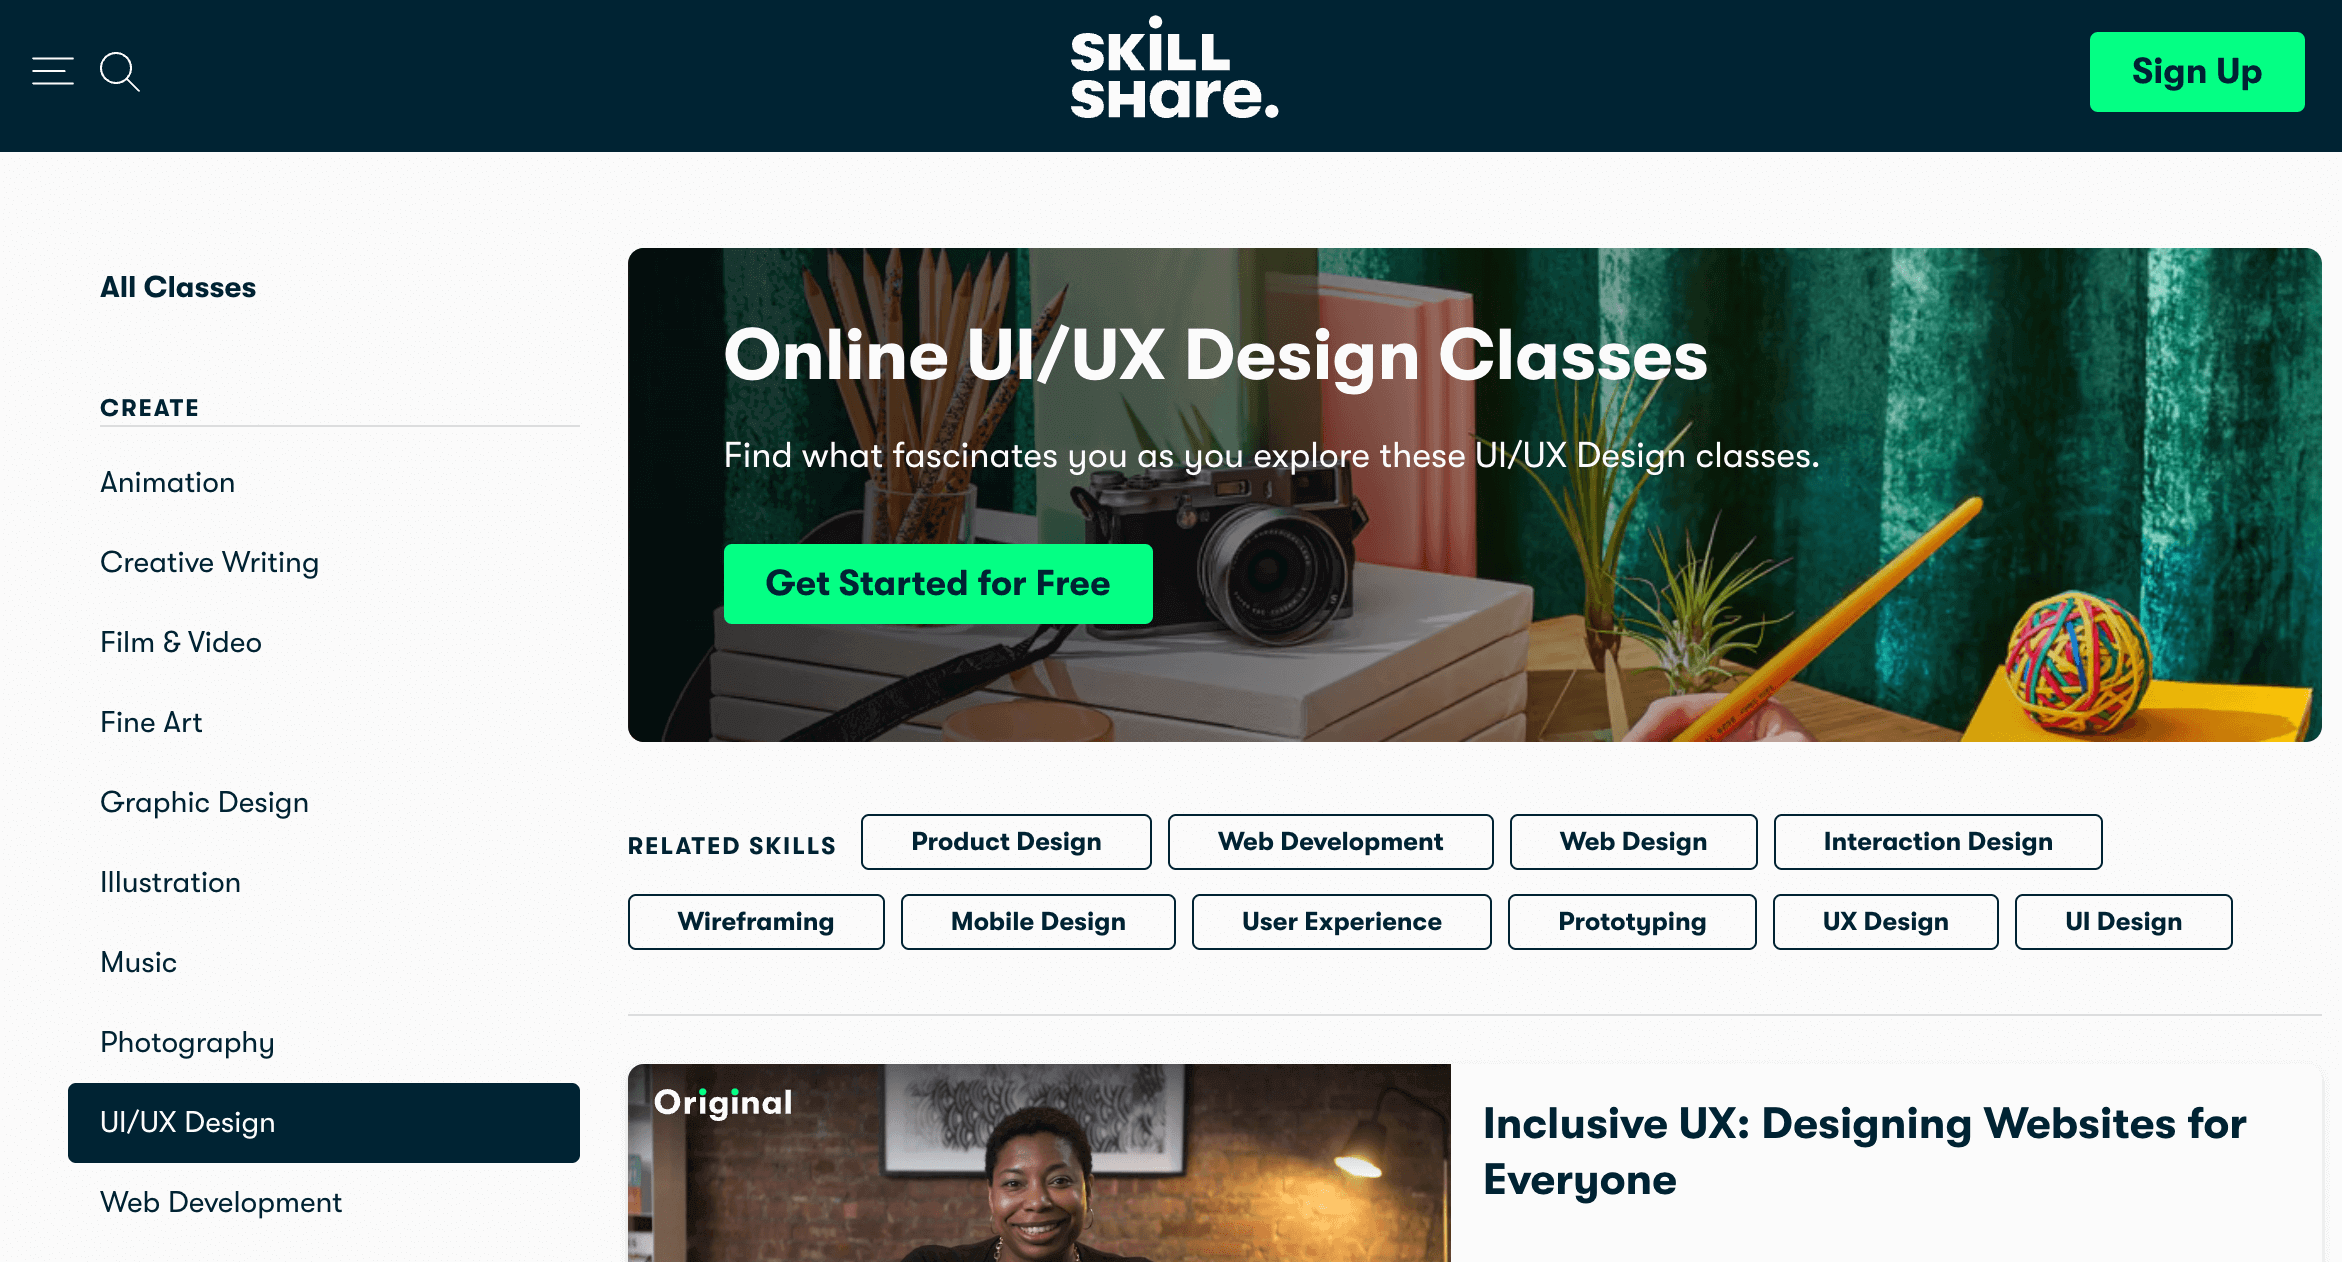 SKILL
SHARE.
Sign Up
All Classes
CREATE
Animation
Creative Writing
Film & Video
Fine Art
Graphic Design
Illustration
Music
Photography
UI/UX Design
Web Development
Online UI/UX Design Classes
Find what fascinates you as you explore these UI/UX Design classes.
Get Started for Free
RELATED SKILLS
Product Design
Web Development
Web Design
Interaction Design
Wireframing
Mobile Design
User Experience
Prototyping
UX Design
UI Design
Original
Inclusive UX: Designing Websites for
Everyone